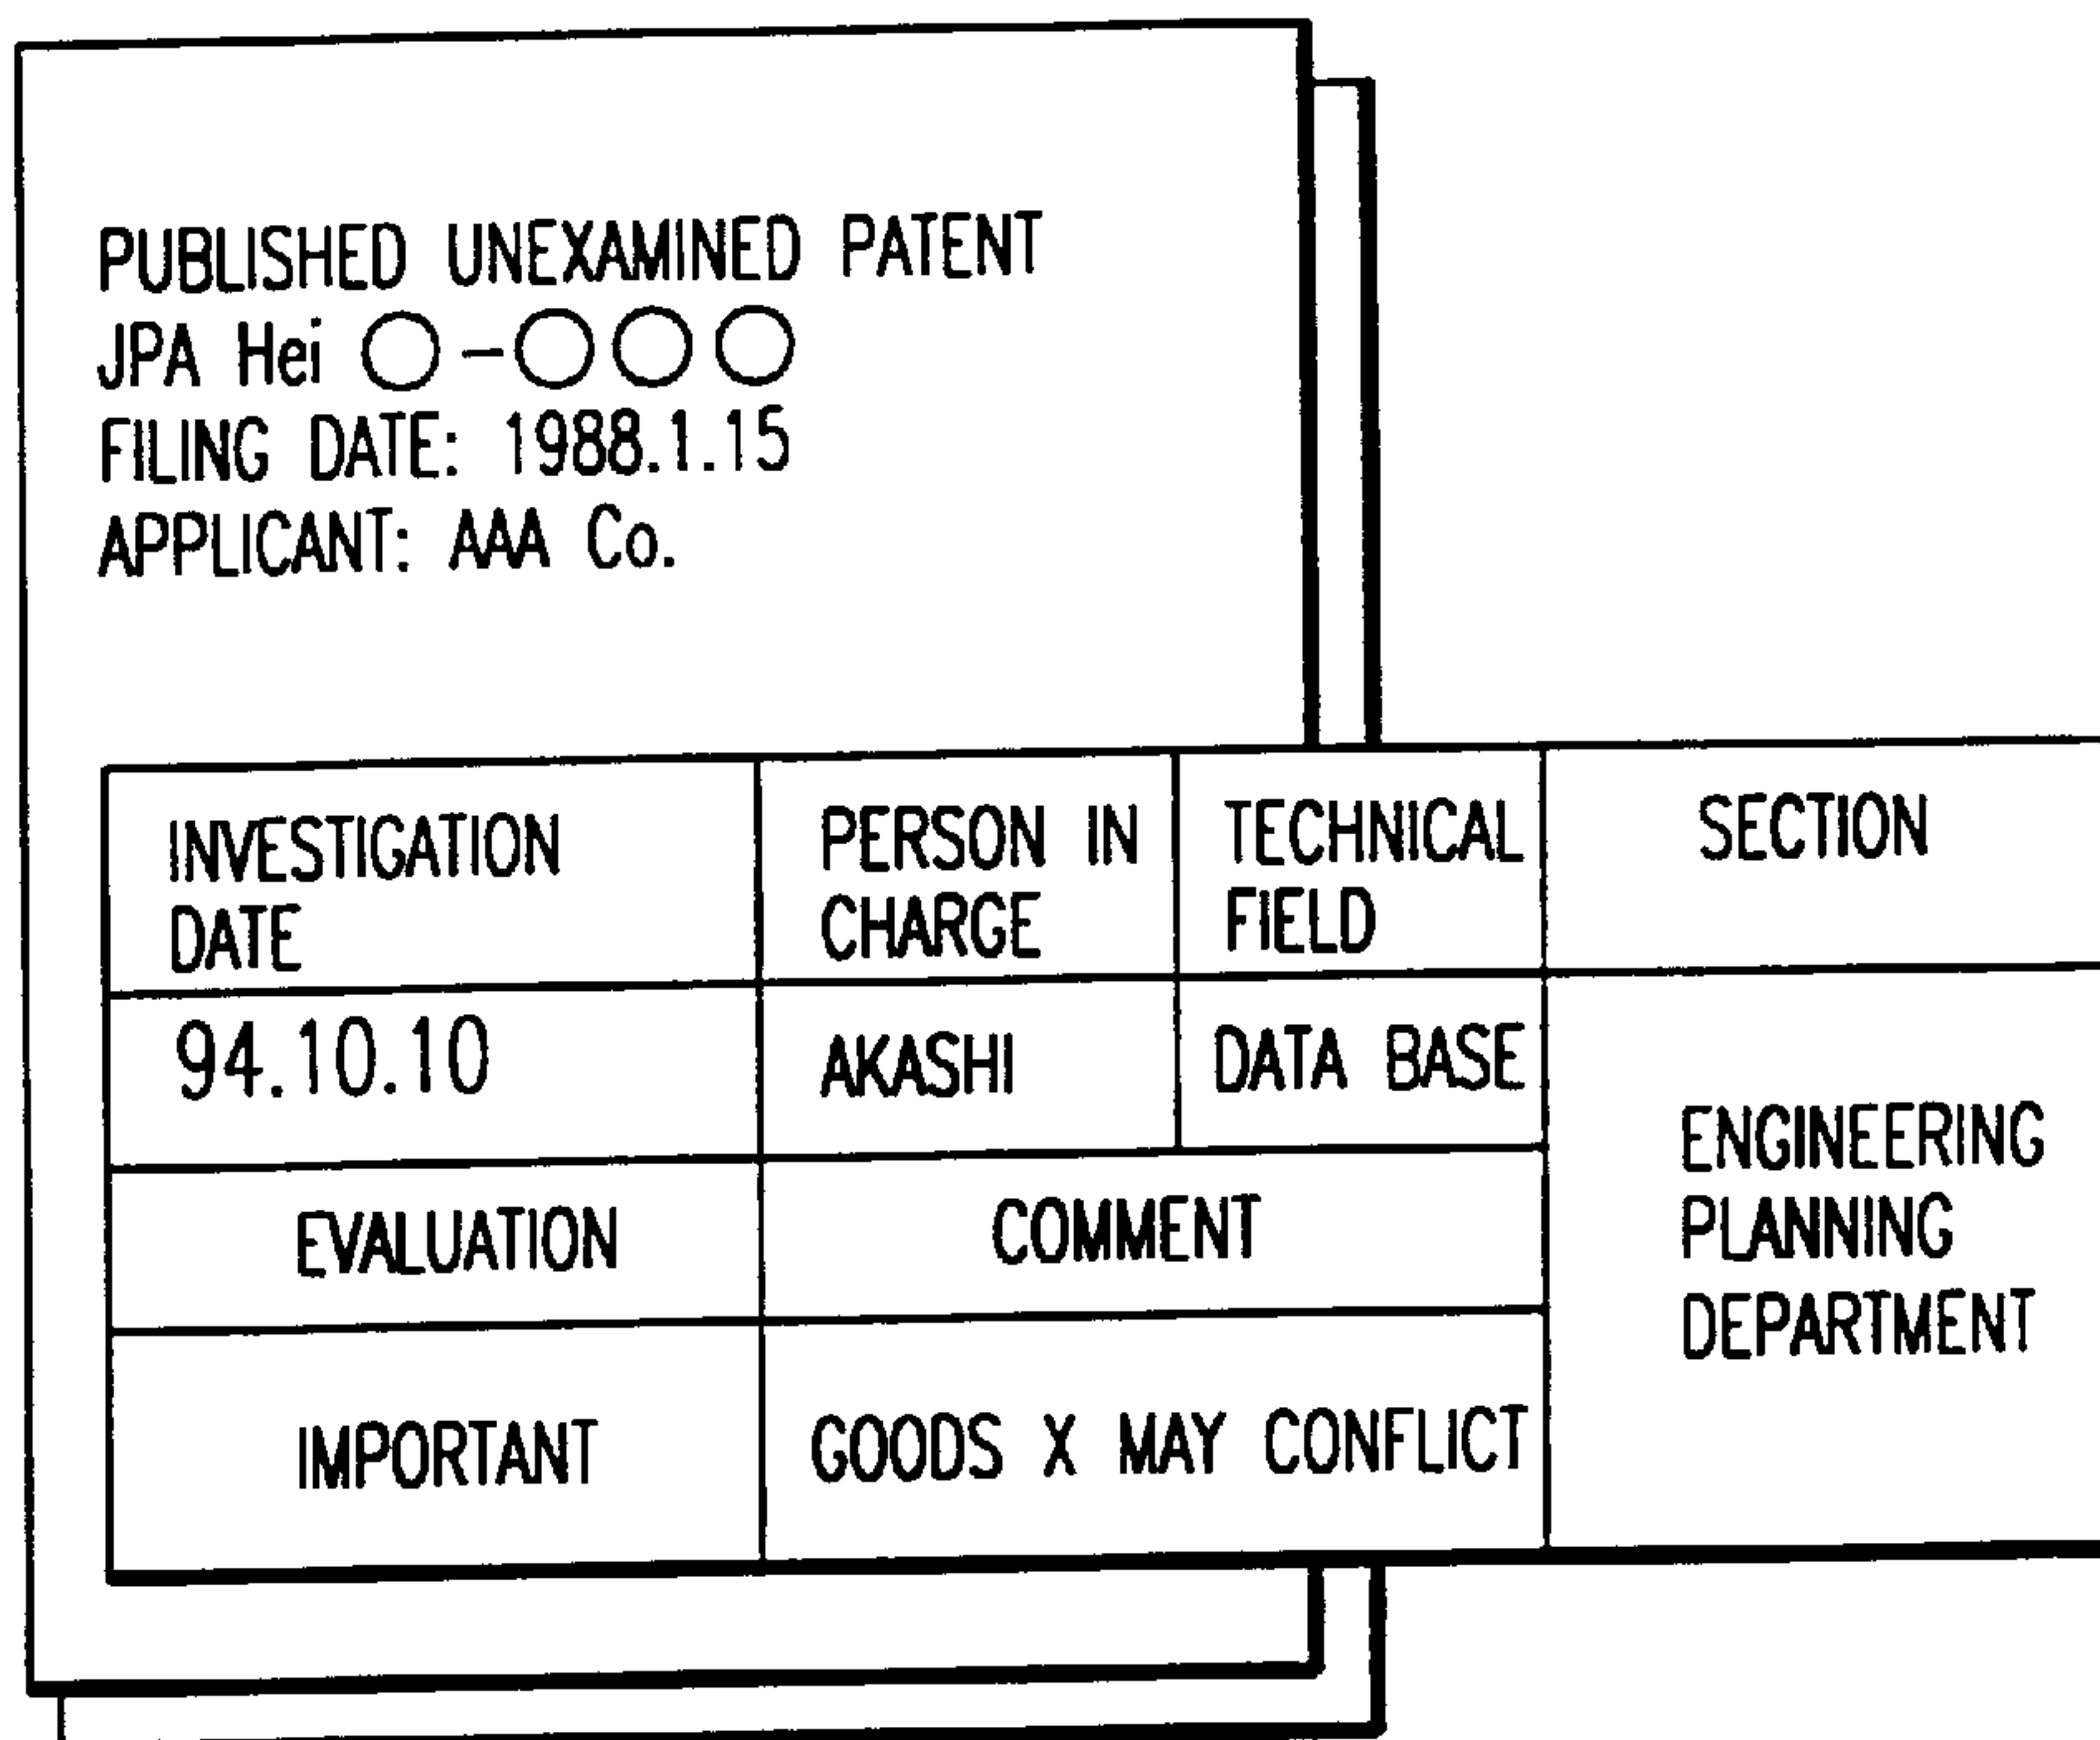 PUBLISHED UNEXAMINED PATENT
JPA Hei ○-○○○
FILING DATE: 1988.1.15
APPLICANT: AAA Co.
INVESTIGATION
DATE
PERSON IN
CHARGE
TECHNICAL
FIELD
SECTION
94.10.10
AKASHI
DATA BASE
ENGINEERING
PLANNING
DEPARTMENT
EVALUATION
COMMENT
IMPORTANT
GOODS X MAY CONFLICT